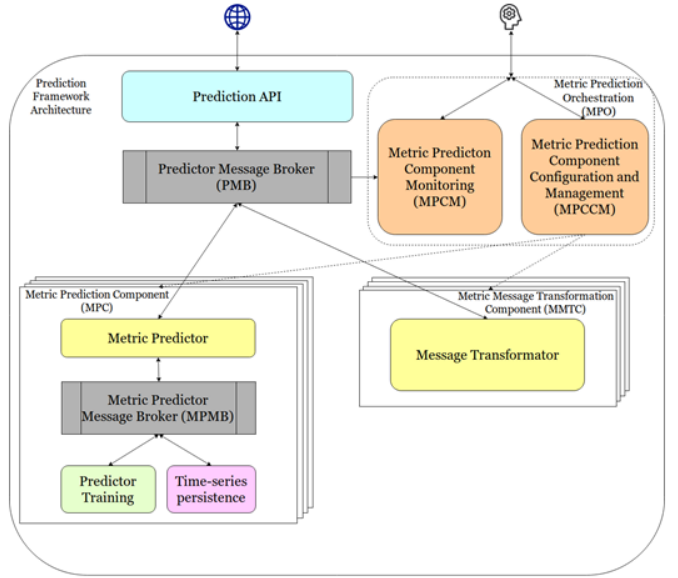 Prediction
Framework
Architecture
Prediction API
Metric Prediction
Orchestration
(MPO)
Predictor Message Broker
(PMB)
Metric Predicton
Component
Monitoring
(MPCM)
Metric Prediction
Component
Configuration and
Management
(MPCCM)
Metric Prediction Component
(MPC)
Metric Predictor
Metric Predictor
Message Broker (MPMB)
Predictor
Training
Time-series
persistence
Metric Message Transformation
Component (MMTC)
Message Transformator